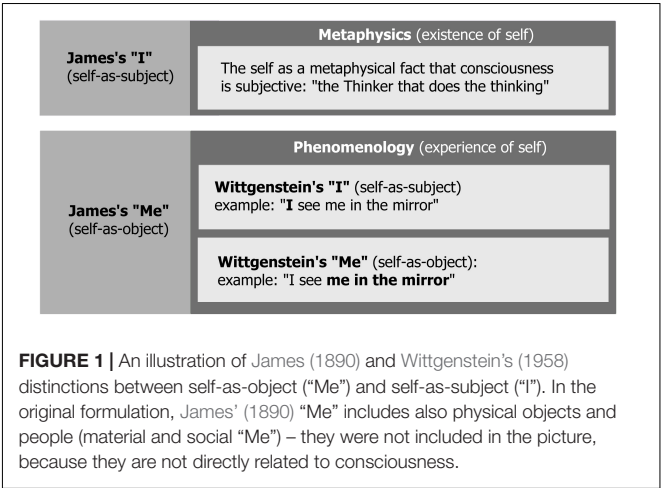 James's "I"
(self-as-subject)
Metaphysics (existence of self)
The self as a metaphysical fact that consciousness
is subjective: "the Thinker that does the thinking"
James's "Me"
(self-as-object)
Phenomenology (experience of self)
Wittgenstein's "I" (self-as-subject)
example: "I see me in the mirror"
Wittgenstein's "Me" (self-as-object):
example: "I see me in the mirror"
FIGURE 1 | An illustration of James (1890) and Wittgenstein's (1958)
distinctions between self-as-object (“Me”) and self-as-subject (“I”). In the
original formulation, James’ (1890) “Me” includes also physical objects and
people (material and social “Me”) – they were not included in the picture,
because they are not directly related to consciousness.